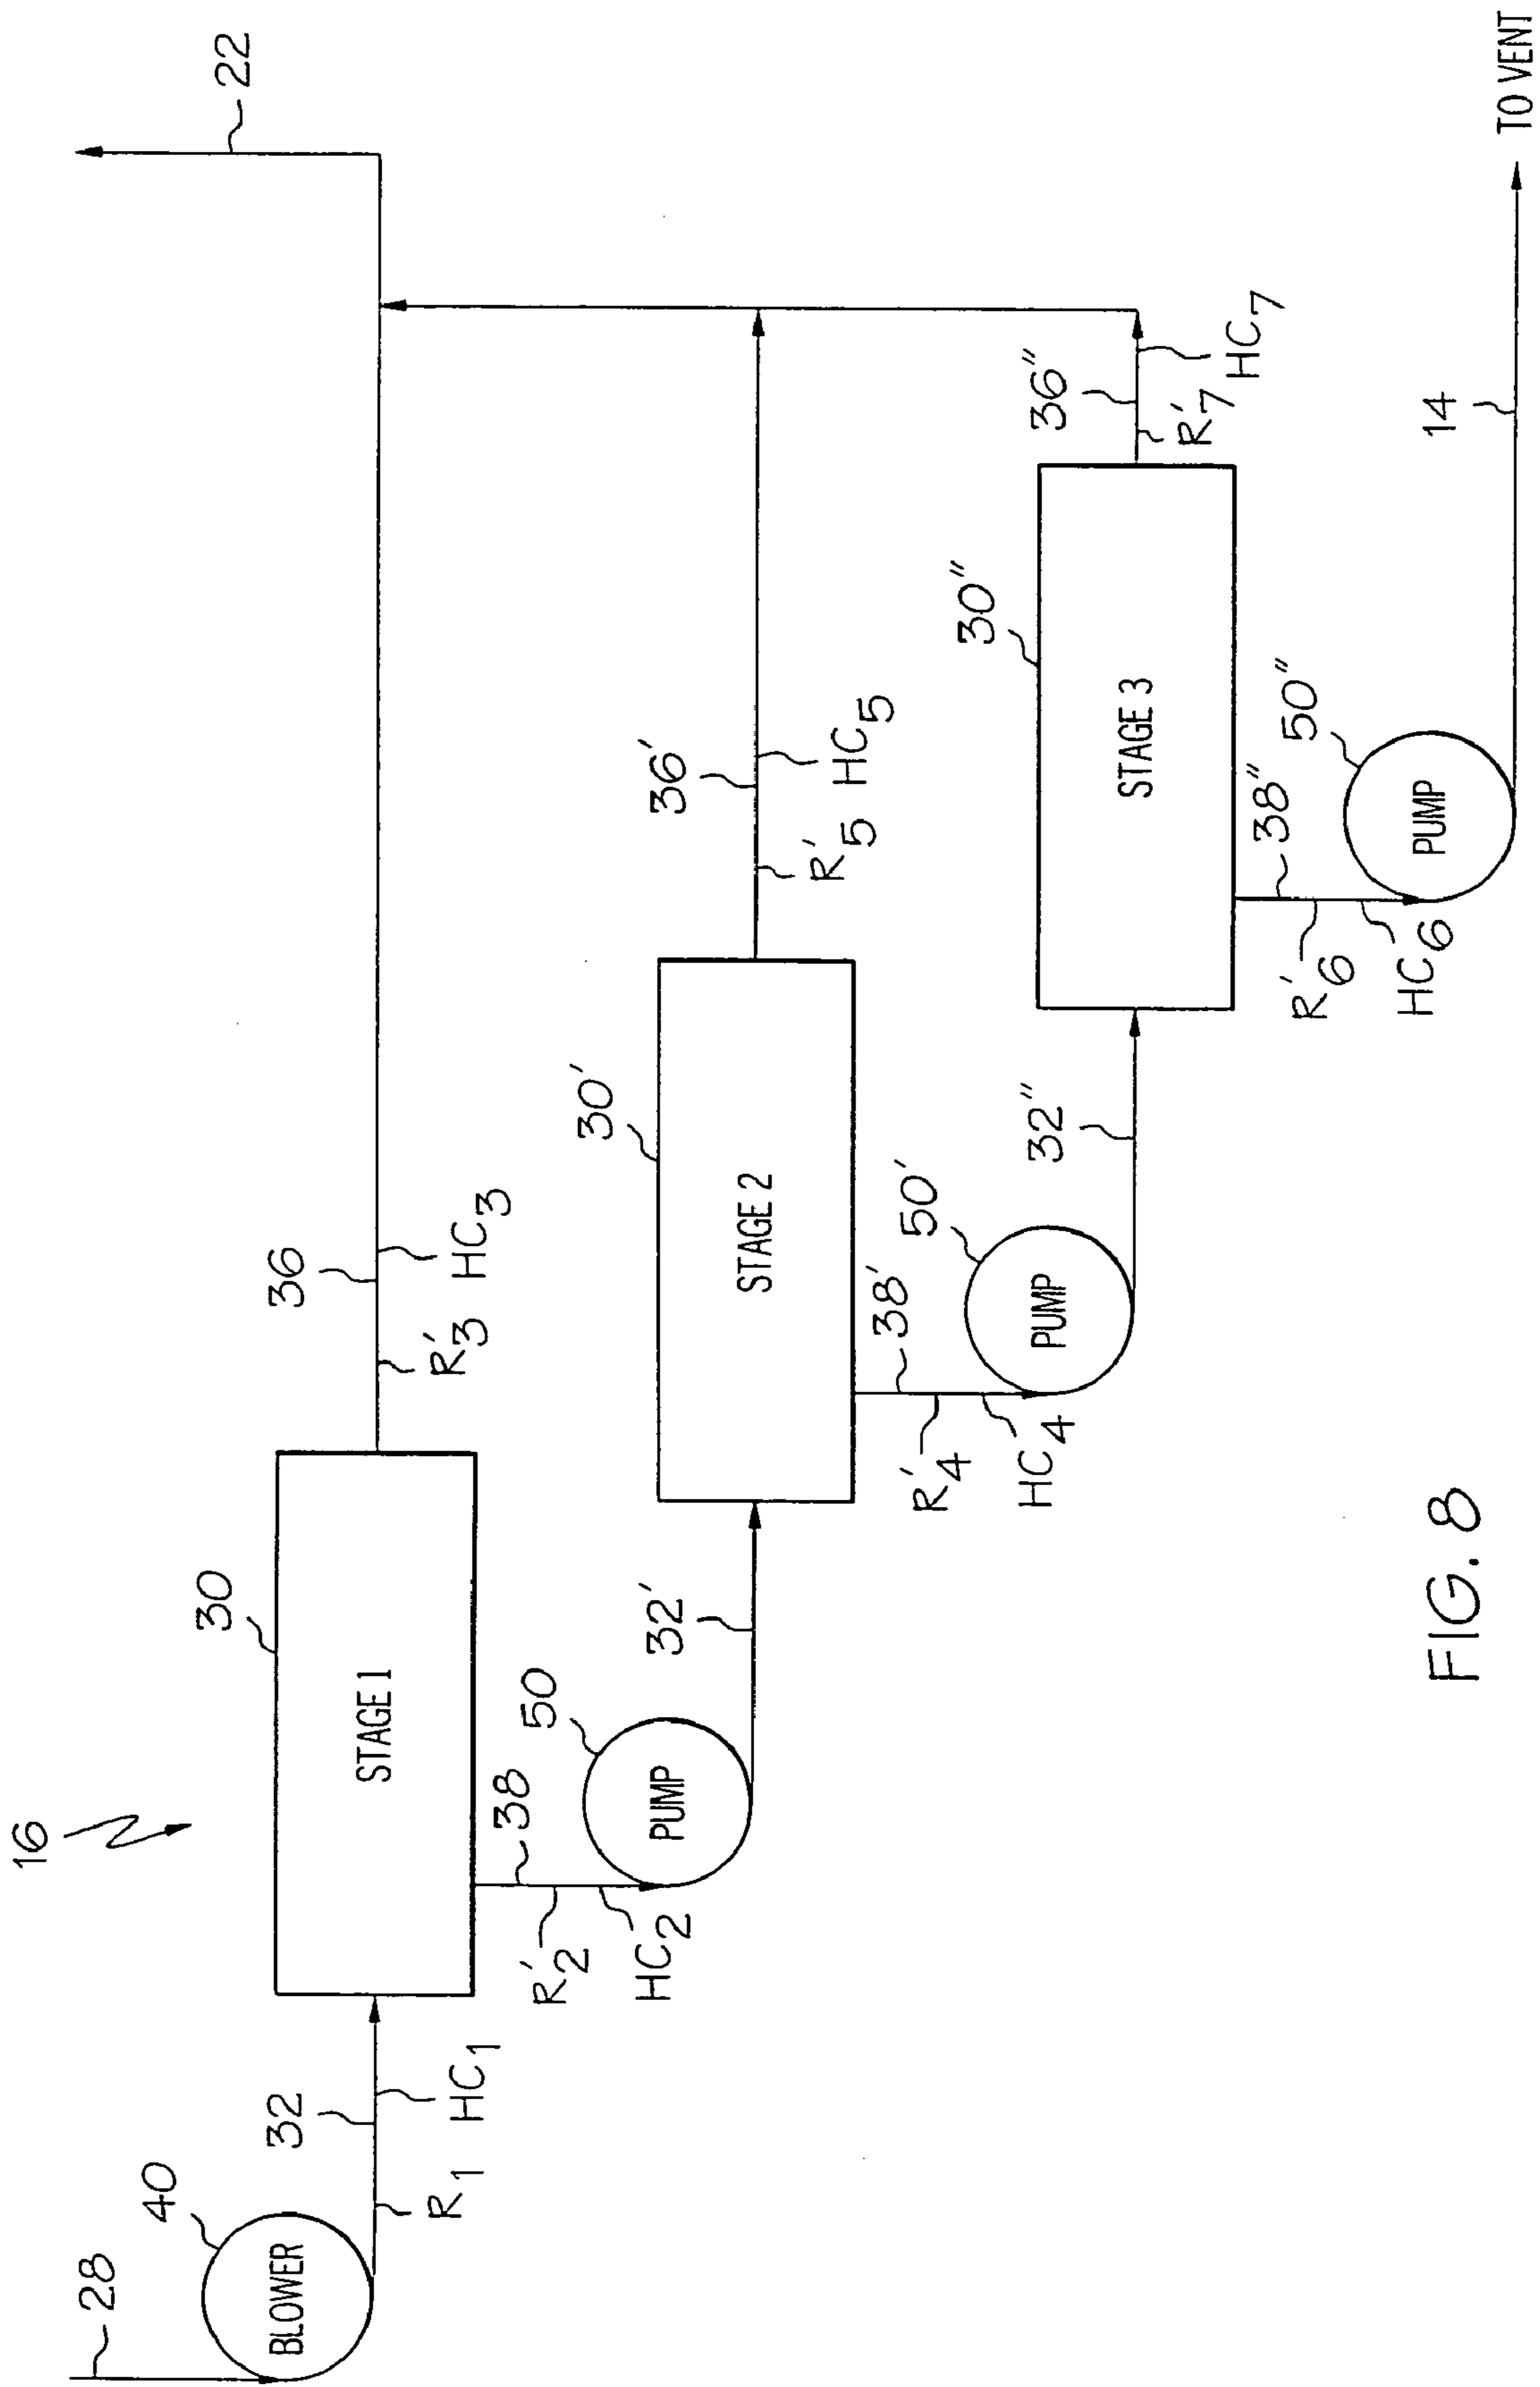 16
28
40
BLOWER
32
R1
HC1
30
STAGE 1
36
R'3
HC3
22
38
R'2
HC2
50
PUMP
32'
30'
STAGE 2
36'
R'5
HC5
38'
R'4
HC4
50'
PUMP
32"
30"
STAGE 3
36"
R'7
HC7
38"
R'6
HC6
50"
PUMP
14
TO VENT
FIG. 8